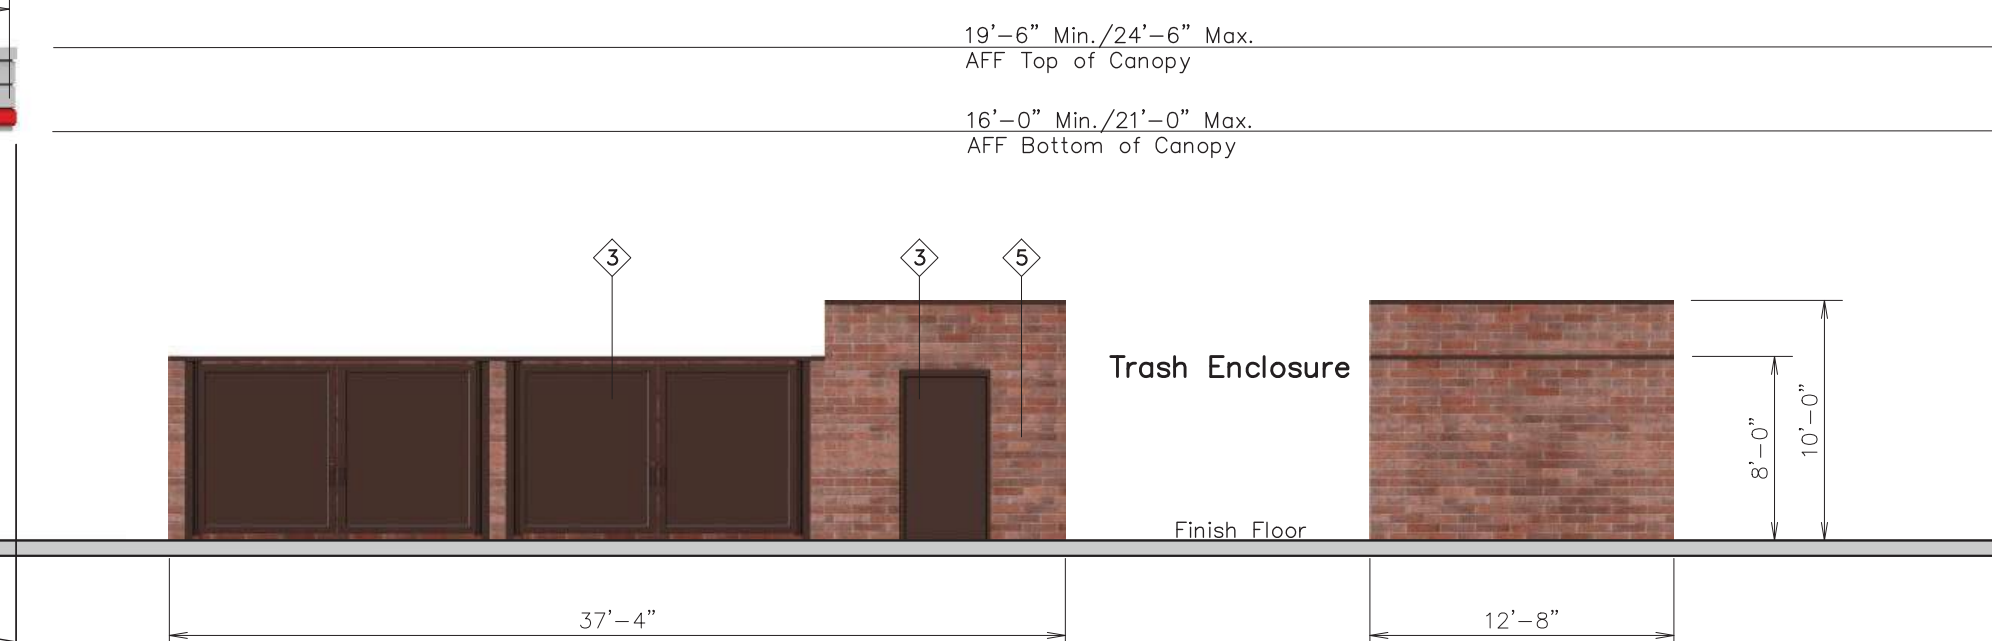 19'-6" Min./24'-6" Max.
AFF Top of Canopy
16'-0" Min./21'-0" Max.
AFF Bottom of Canopy
3
3
5
Trash Enclosure
8'-0"
10'-0"
Finish Floor
37'-4"
12'-8"